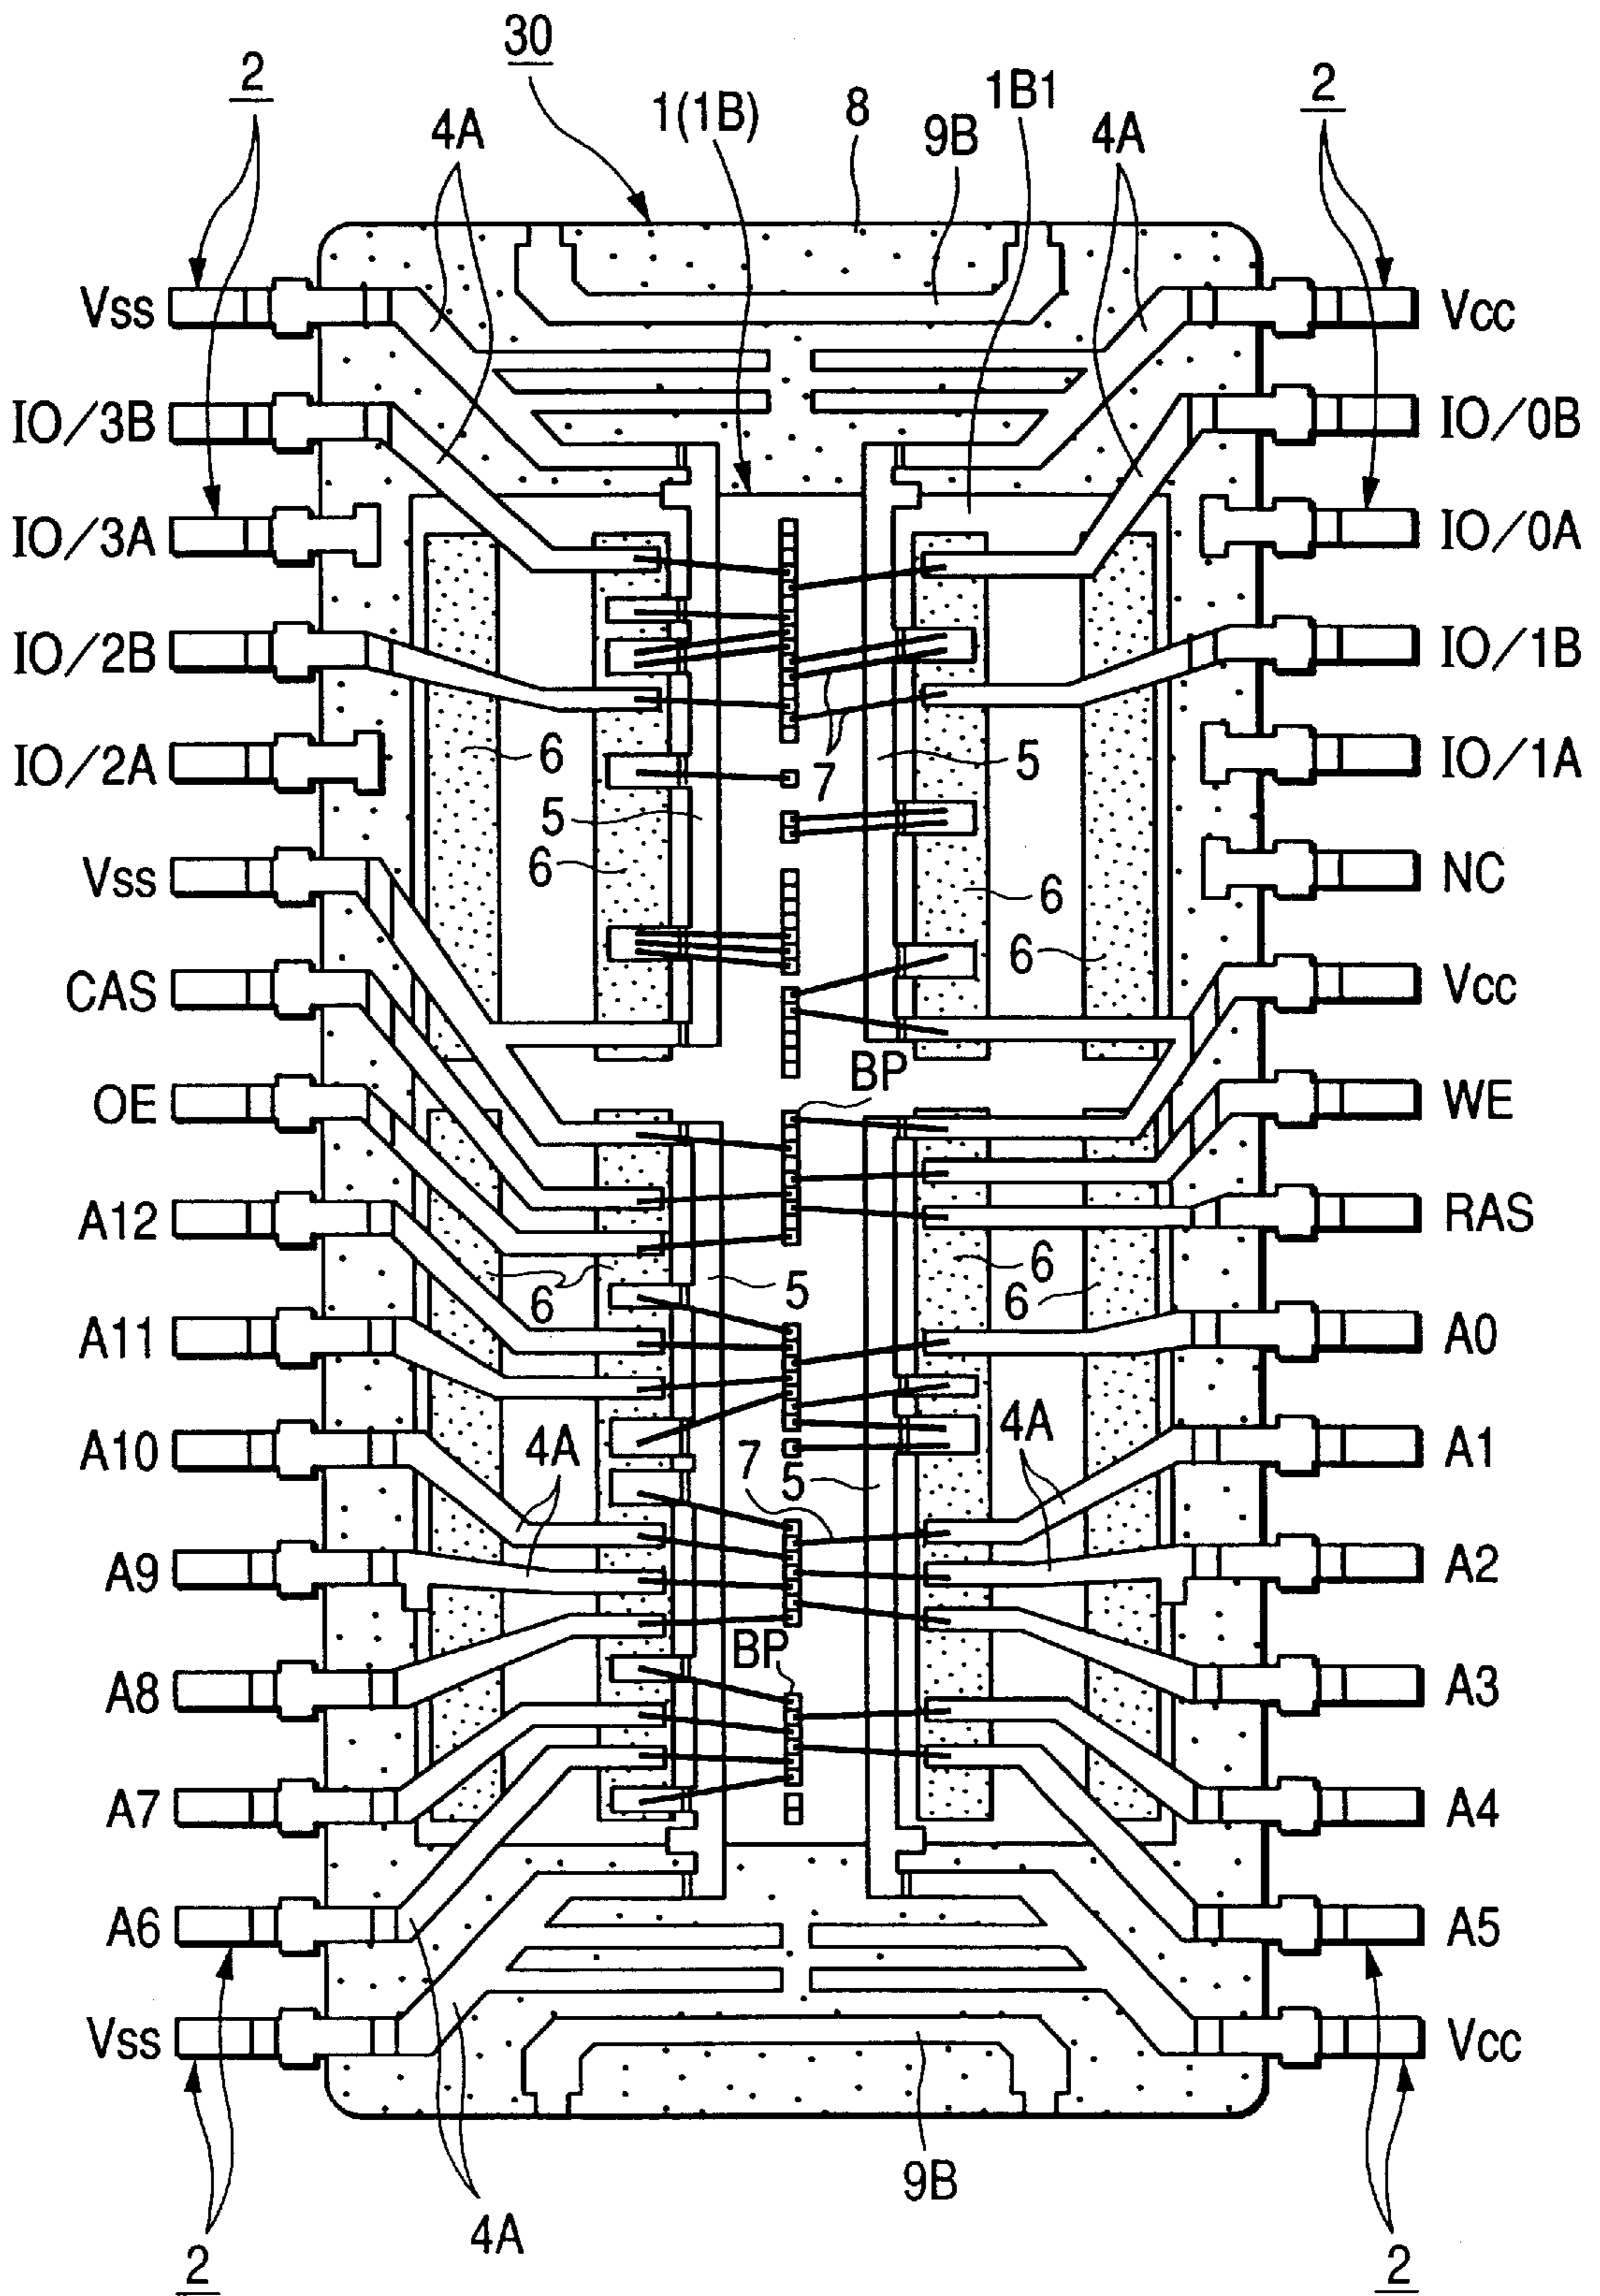 30
2
2
1B1
1(1B)
8
9B
4A
4A
Vss
Vcc
IO/3B
IO/0B
IO/3A
IO/0A
IO/2B
IO/1B
6
5
IO/2A
7
IO/1A
5
6
Vss
NC
6
6
CAS
Vcc
BP
OE
WE
A12
RAS
6
5
6
6
A11
A0
A10
4A
7
4A
A1
5
A9
A2
BP
A8
A3
A7
A4
A6
A5
Vss
Vcc
9B
4A
2
2